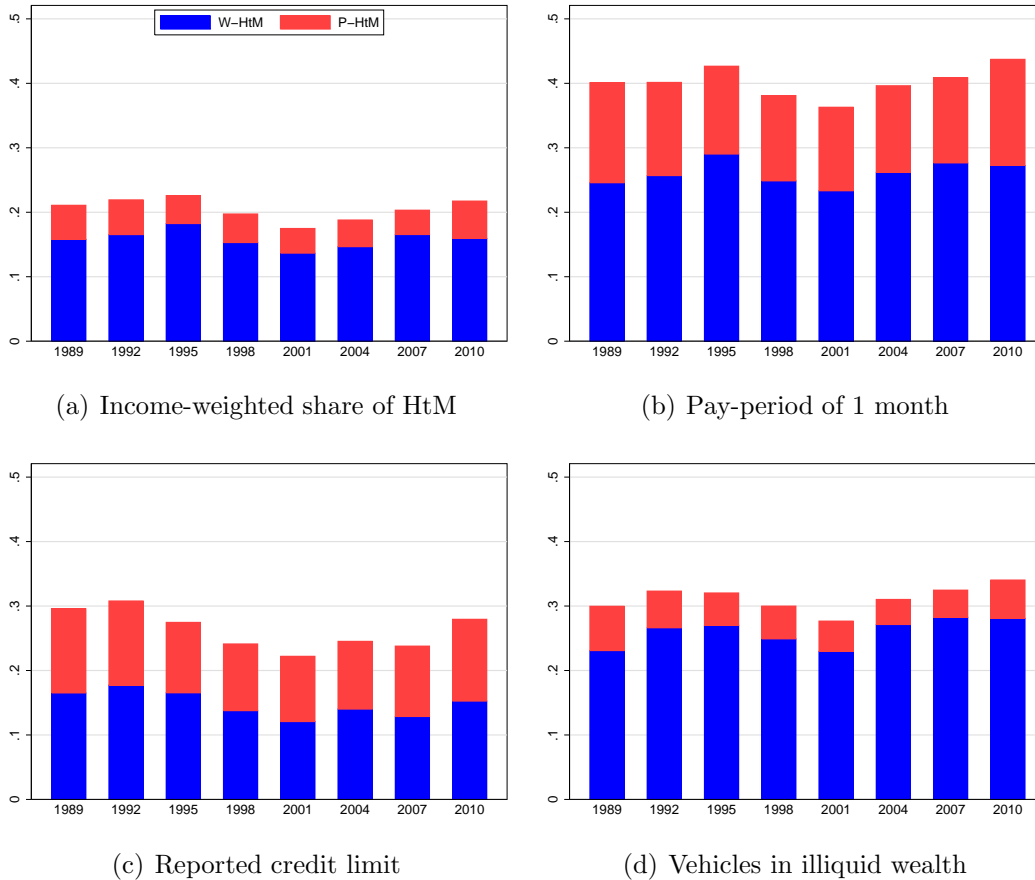 W−HtM P−HtM
.5
.4
.3
.2
.1
0
1989 1992 1995 1998 2001 2004 2007 2010
(a) Income-weighted share of HtM
.5
.4
.3
.2
.1
0
1989 1992 1995 1998 2001 2004 2007 2010
(b) Pay-period of 1 month
.5
.4
.3
.2
.1
0
1989 1992 1995 1998 2001 2004 2007 2010
(c) Reported credit limit
.5
.4
.3
.2
.1
0
1989 1992 1995 1998 2001 2004 2007 2010
(d) Vehicles in illiquid wealth